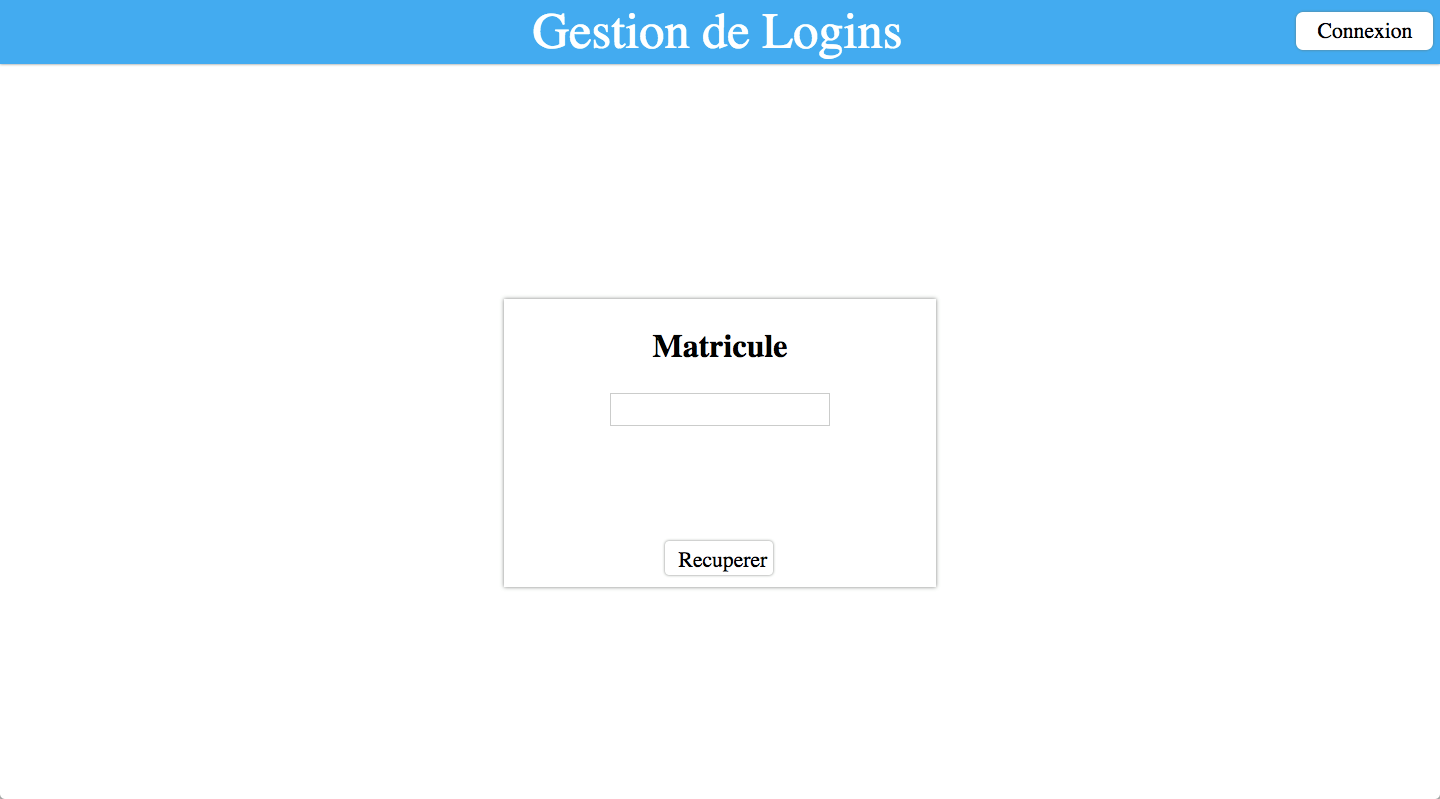 Gestion de Logins
Connexion
Matricule
Recuperer